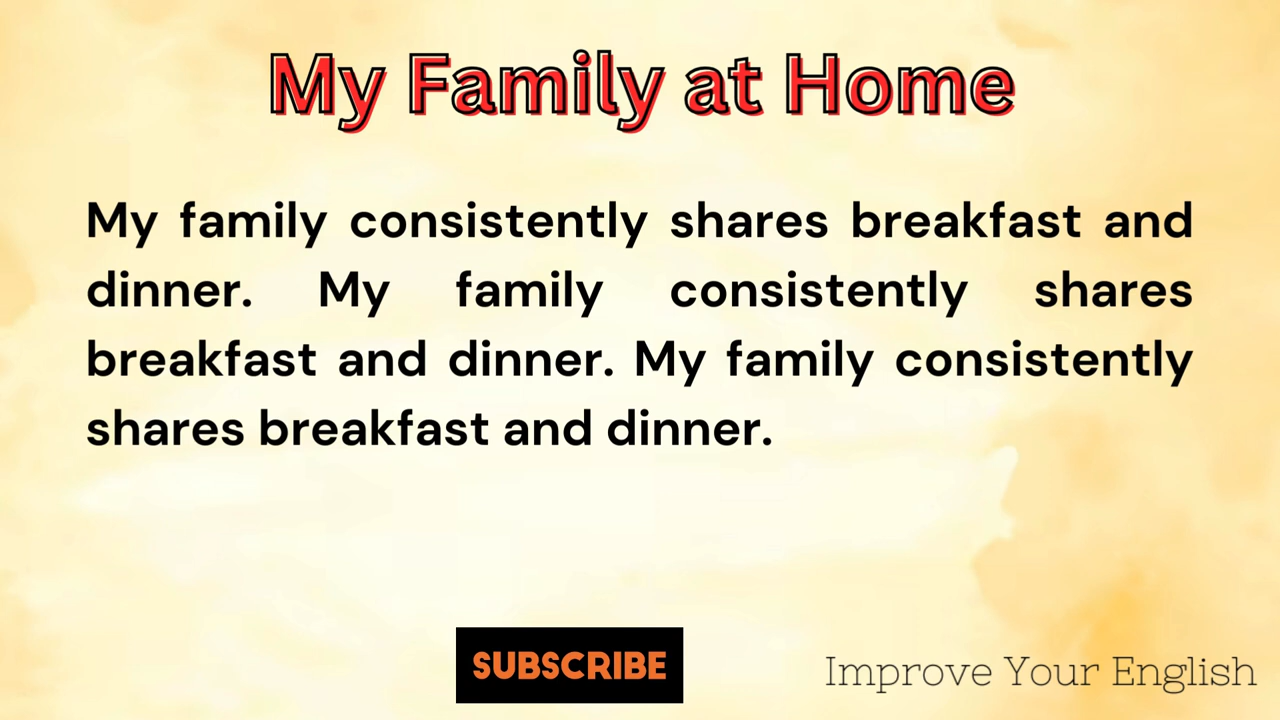 My Family at Home
My family consistently shares breakfast and
dinner. My family consistently shares
breakfast and dinner. My family consistently
shares breakfast and dinner.
SUBSCRIBE
Improve Your English